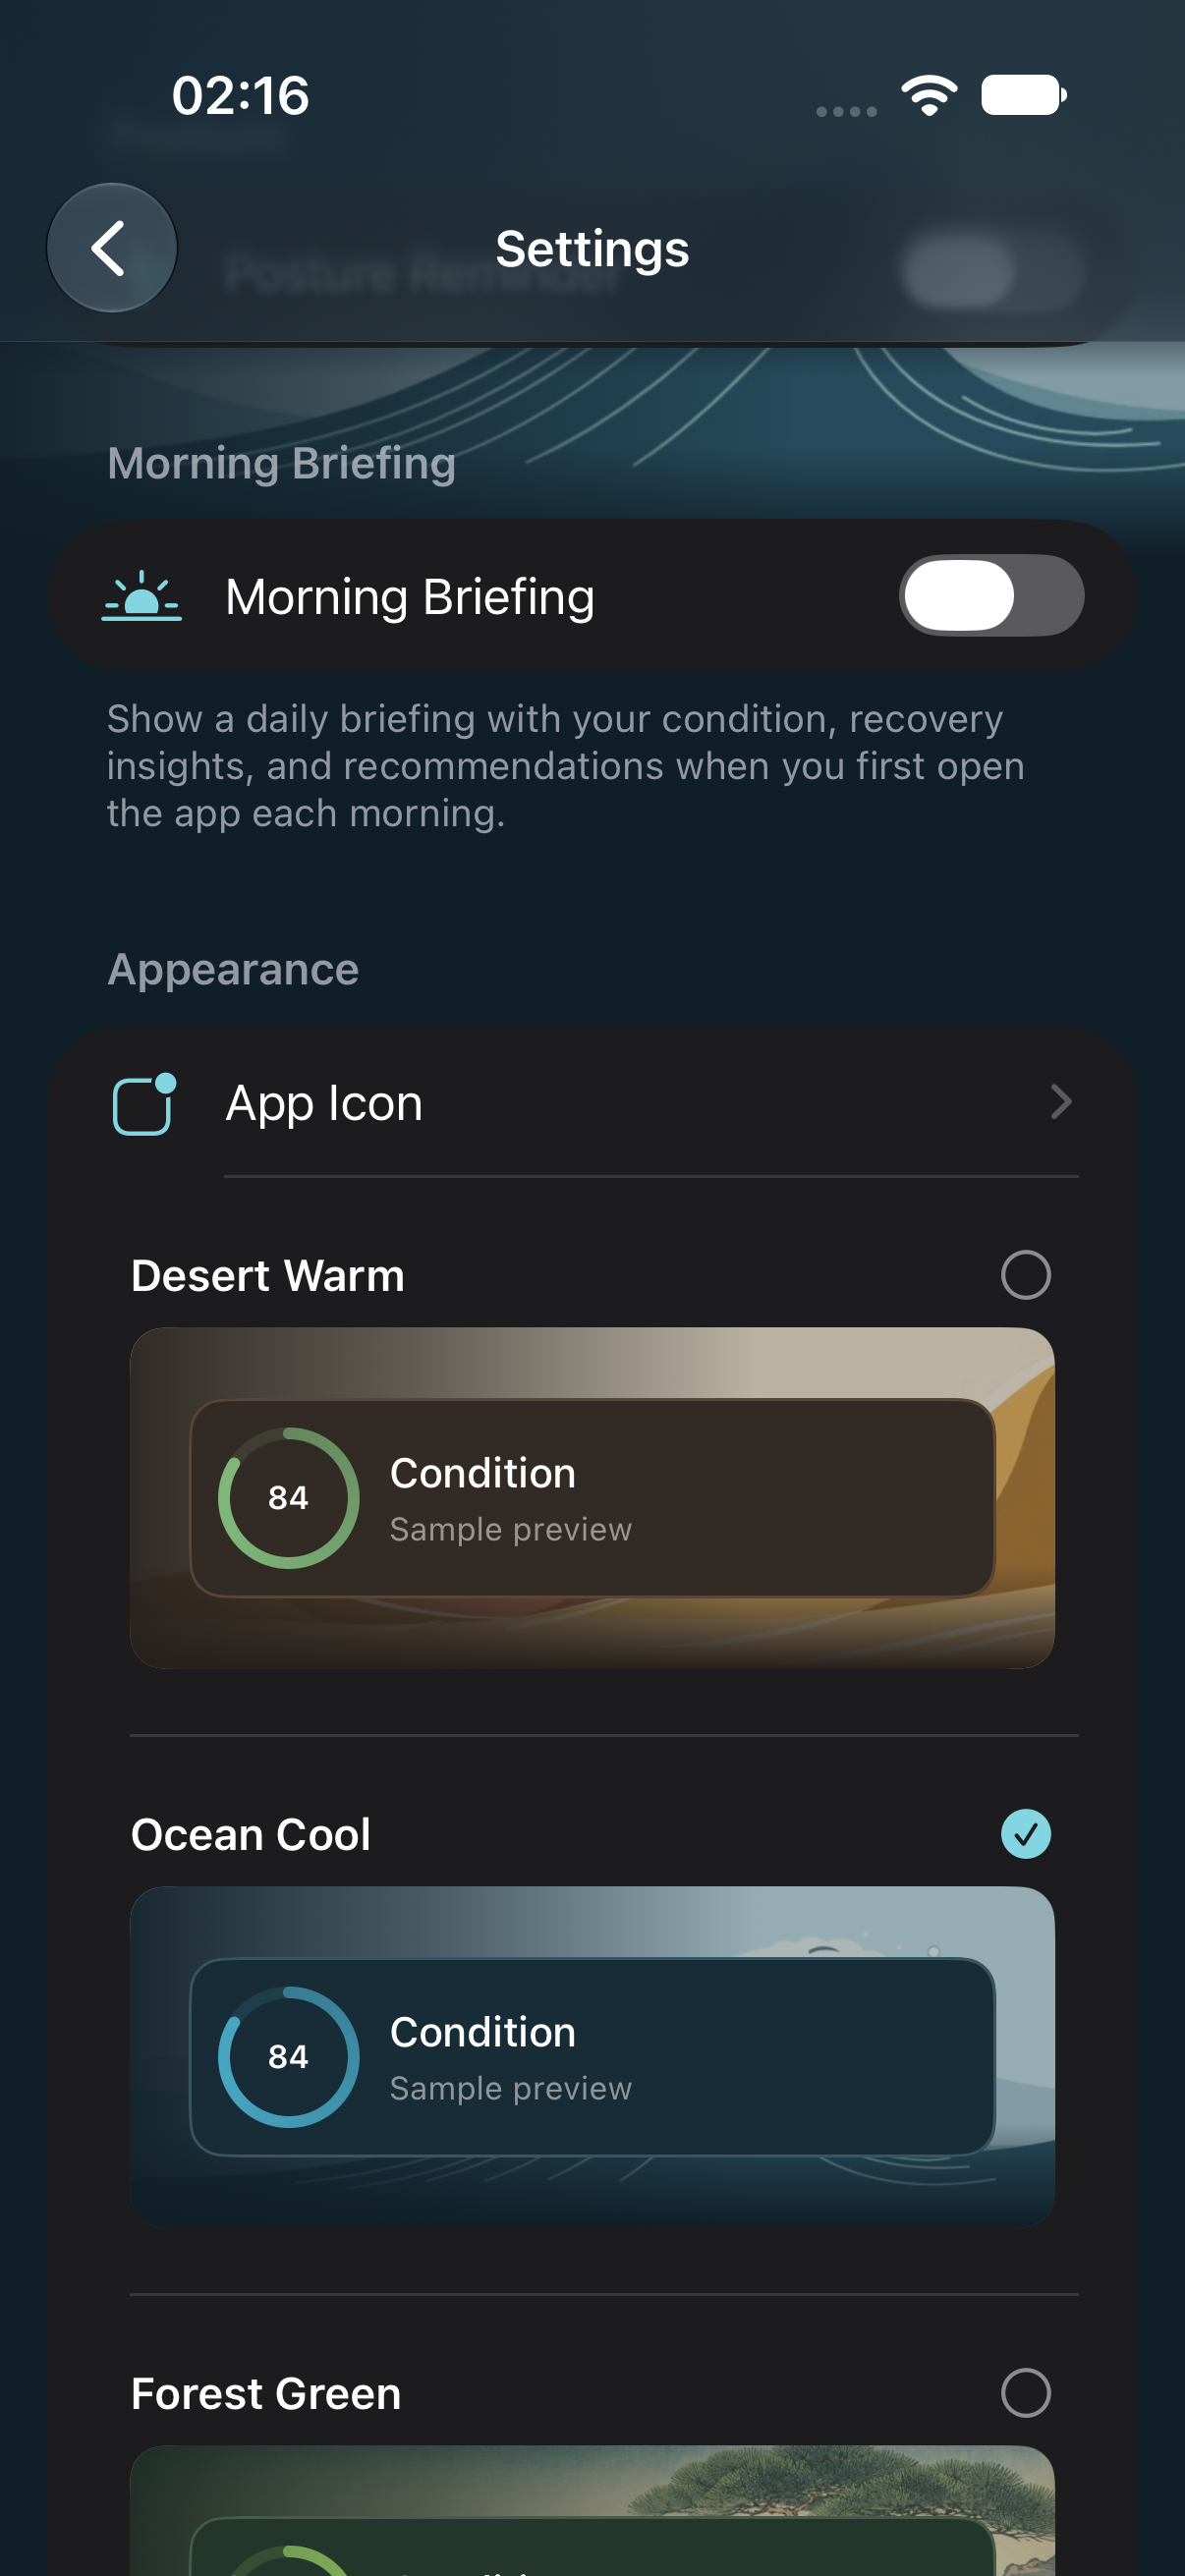 02:16
Settings
Posture Reminder
Morning Briefing
Morning Briefing
Show a daily briefing with your condition, recovery
insights, and recommendations when you first open
the app each morning.
Appearance
App Icon
Desert Warm
84
Condition
Sample preview
Ocean Cool
84
Condition
Sample preview
Forest Green